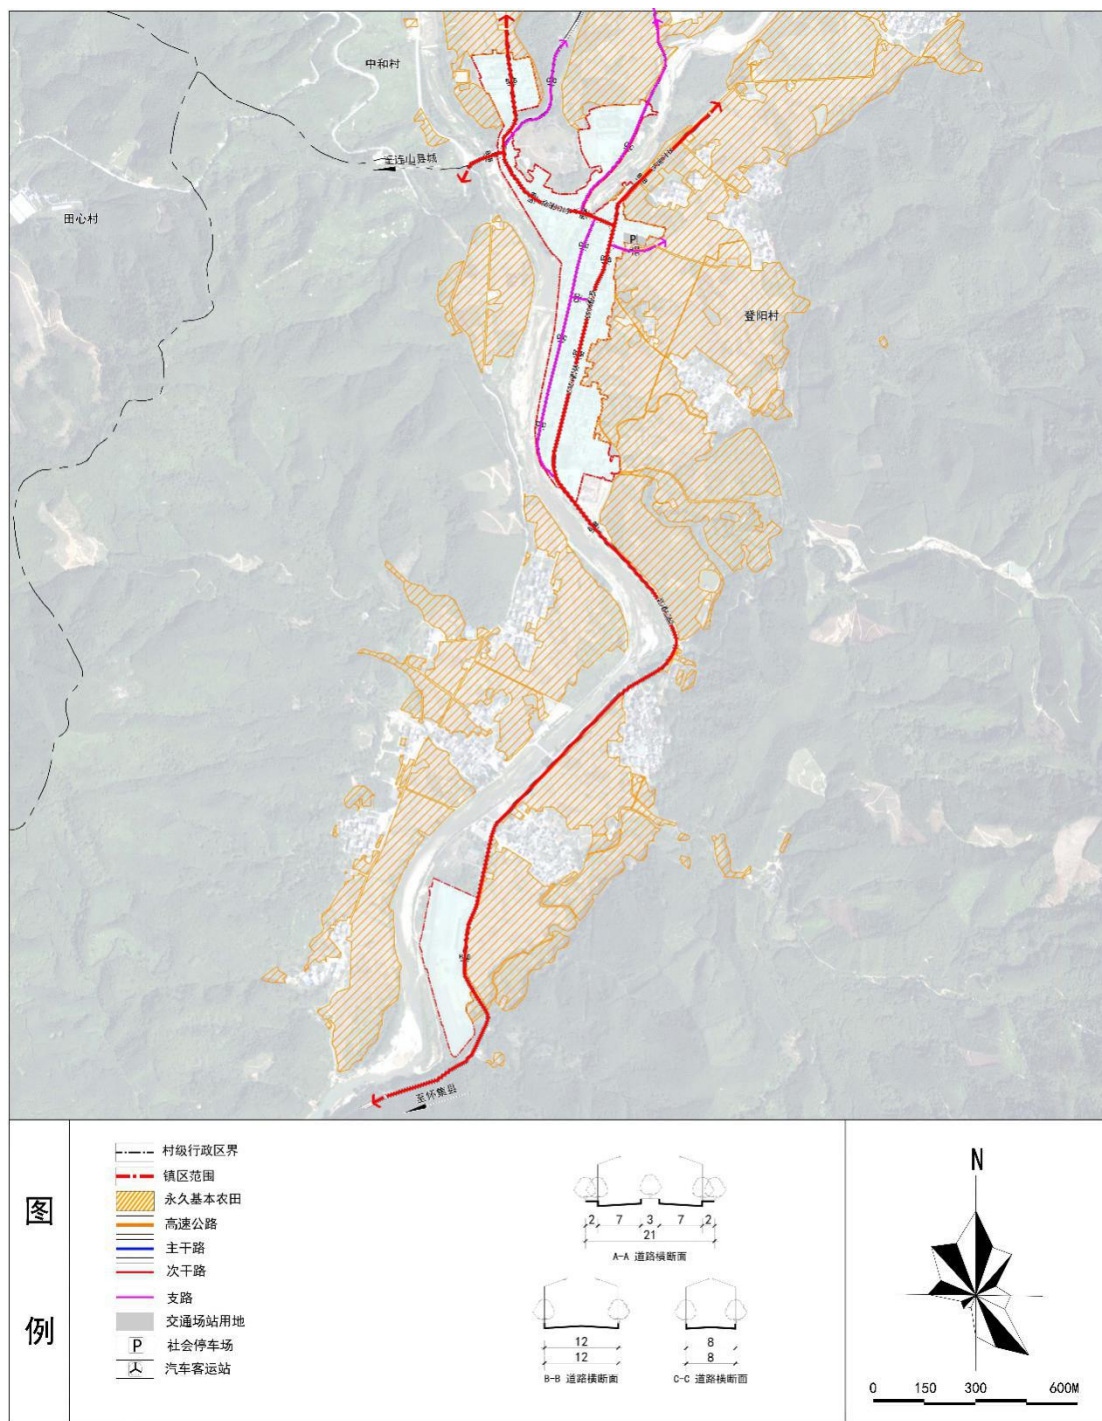 中和村
至连山县城
田心村
P
登阳村
至怀集县
图
例
村级行政区界
镇区范围
永久基本农田
高速公路
主干路
次干路
支路
交通场站用地
P 社会停车场
汽车客运站
2 7 3 7 2
21
A-A 道路横断面
12
12
B-B 道路横断面
8
8
C-C 道路横断面
N
0 150 300 600M